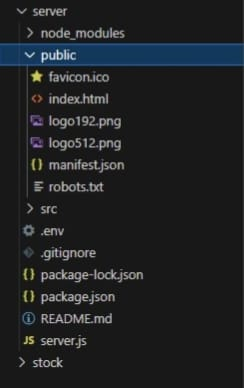 server
node_modules
public
favicon.ico
index.html
logo192.png
logo512.png
{} manifest.json
robots.txt
src
.env
.gitignore
{} package-lock.json
{} package.json
README.md
JS server.js
stock